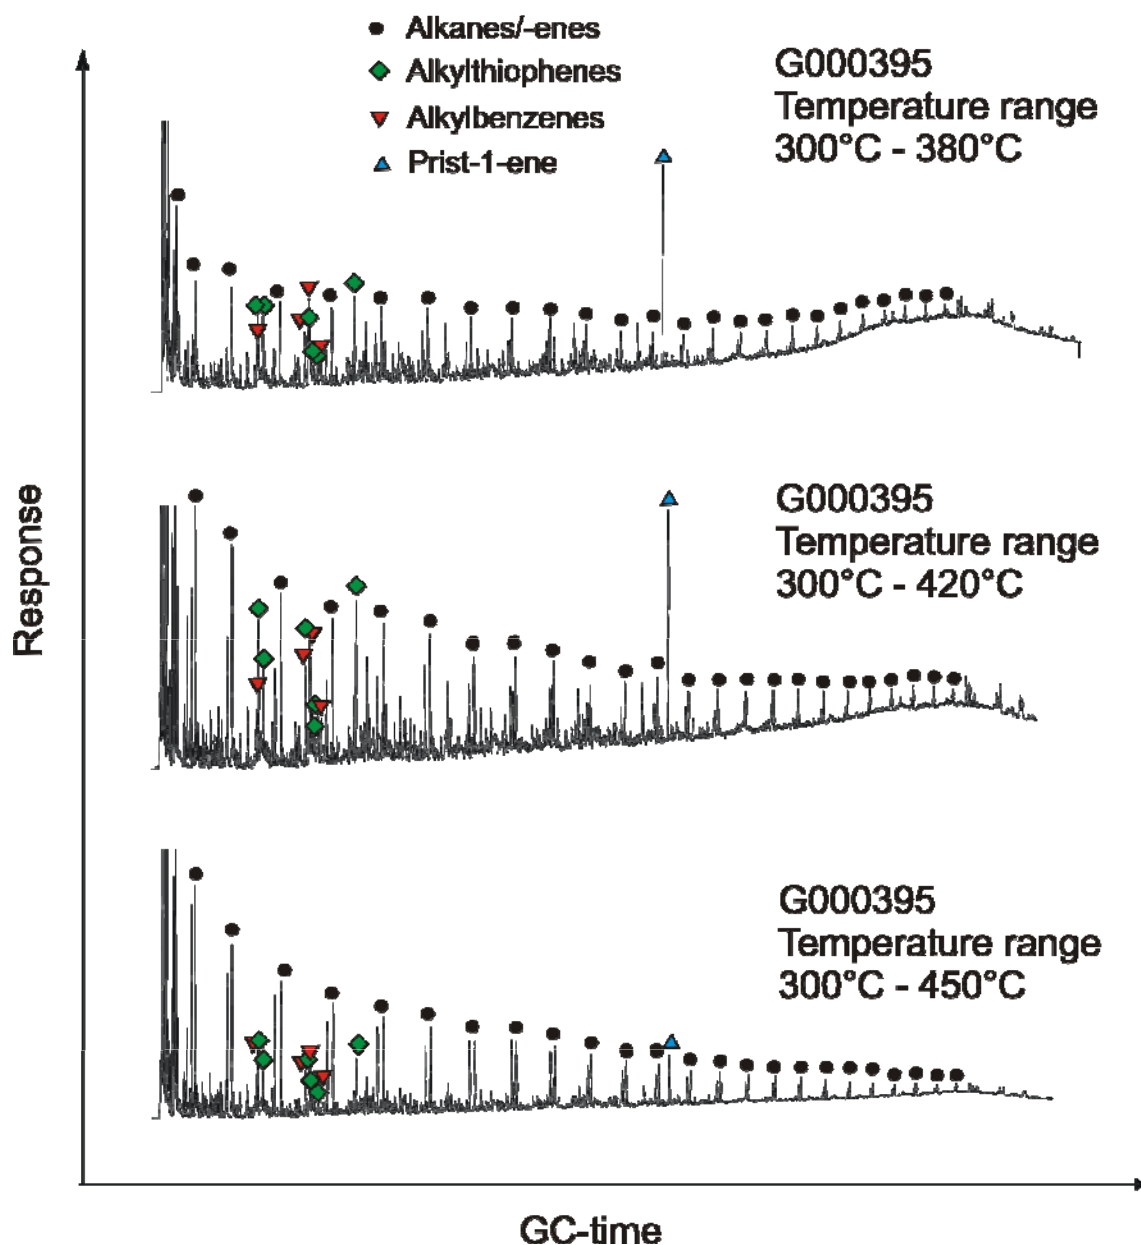 Alkanes/-enes
Alkylthiophenes
Alkylbenzenes
Prist-1-ene
G000395
Temperature range
300°C - 380°C
G000395
Temperature range
300°C - 420°C
G000395
Temperature range
300°C - 450°C
Response
GC-time